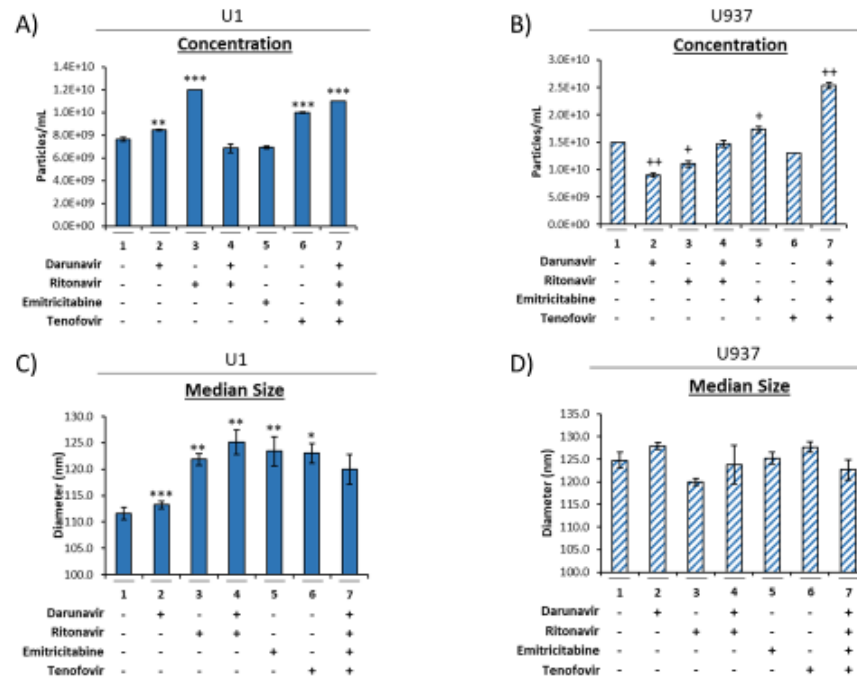 A)
U1
Concentration
Particles/mL
1.4E+10
1.2E+10
1.0E+10
8.0E+09
6.0E+09
4.0E+09
2.0E+09
0.0E+00
** *** *** ***
1 2 3 4 5 6 7
Darunavir - + - + - - +
Ritonavir - - + + - - +
Emitricitabine - - - - + - +
Tenofovir - - - - - + +
B)
U937
Concentration
Particles/mL
3.0E+10
2.5E+10
2.0E+10
1.5E+10
1.0E+10
5.0E+09
0.0E+00
++ + + ++
1 2 3 4 5 6 7
Darunavir - + - + - - +
Ritonavir - - + + - - +
Emitricitabine - - - - + - +
Tenofovir - - - - - + +
C)
U1
Median Size
Diameter (nm)
130.0
125.0
120.0
115.0
110.0
105.0
100.0
*** ** ** ** *
1 2 3 4 5 6 7
Darunavir - + - + - - +
Ritonavir - - + + - - +
Emitricitabine - - - - + - +
Tenofovir - - - - - + +
D)
U937
Median Size
Diameter (nm)
135.0
130.0
125.0
120.0
115.0
110.0
105.0
100.0
1 2 3 4 5 6 7
Darunavir - + - + - - +
Ritonavir - - + + - - +
Emitricitabine - - - - + - +
Tenofovir - - - - - + +